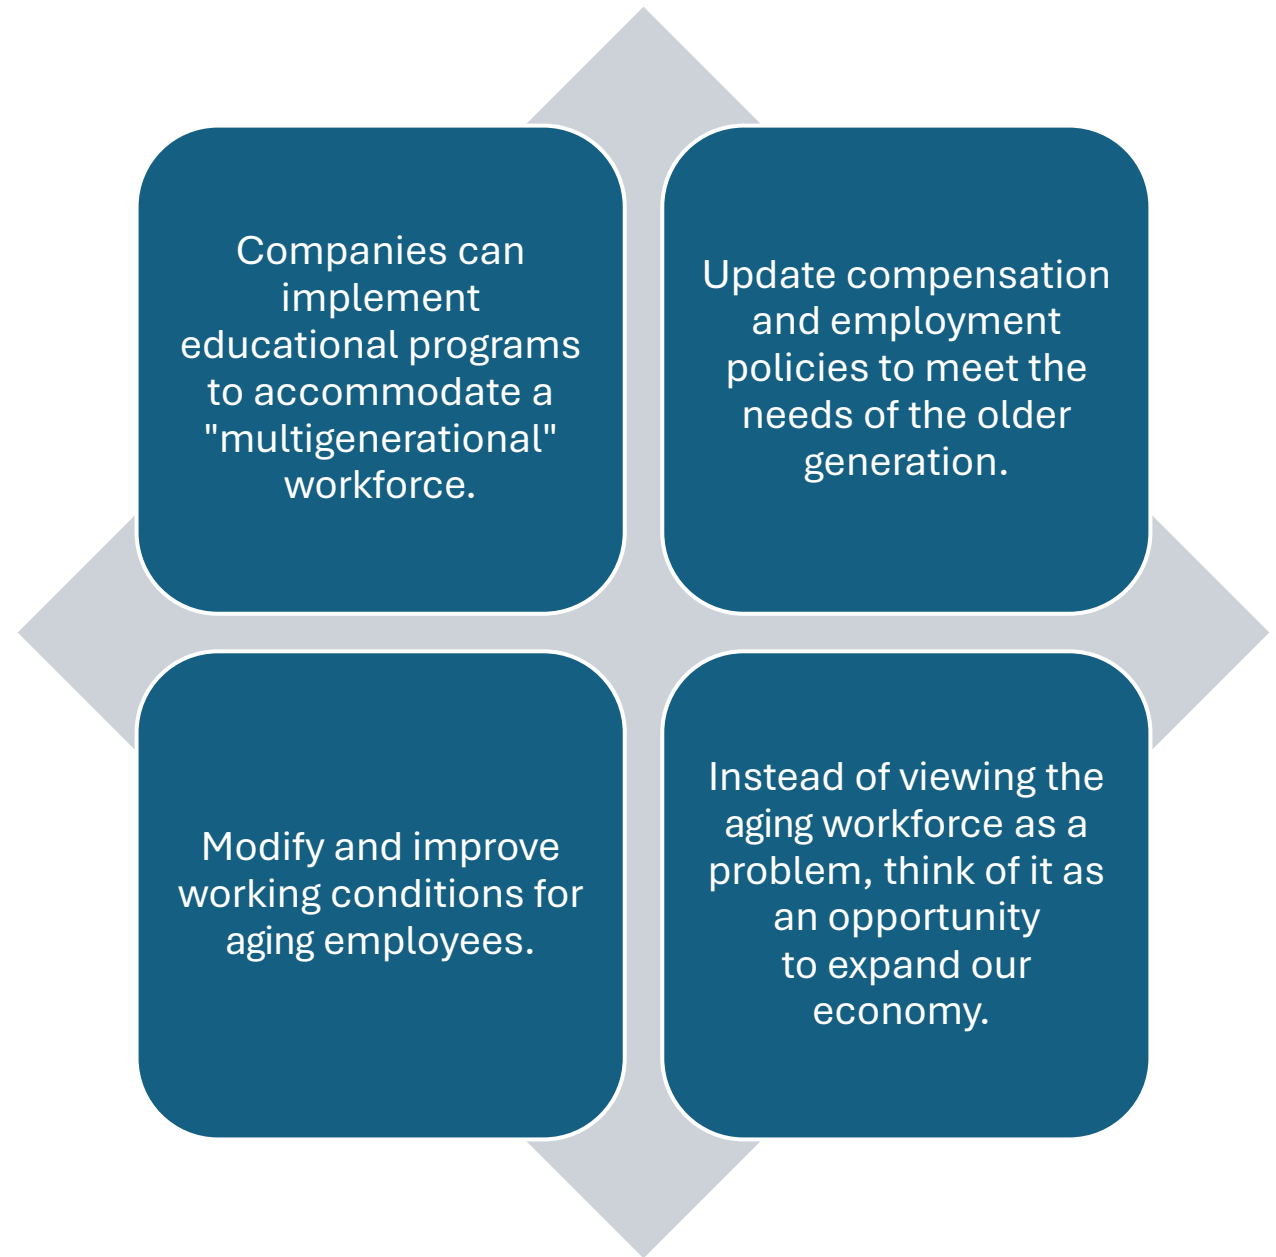 Companies can
implement
educational programs
to accommodate a
"multigenerational"
workforce.
Update compensation
and employment
policies to meet the
needs of the older
generation.
Modify and improve
working conditions for
aging employees.
Instead of viewing the
aging workforce as a
problem, think of it as
an opportunity
to expand our
economy.